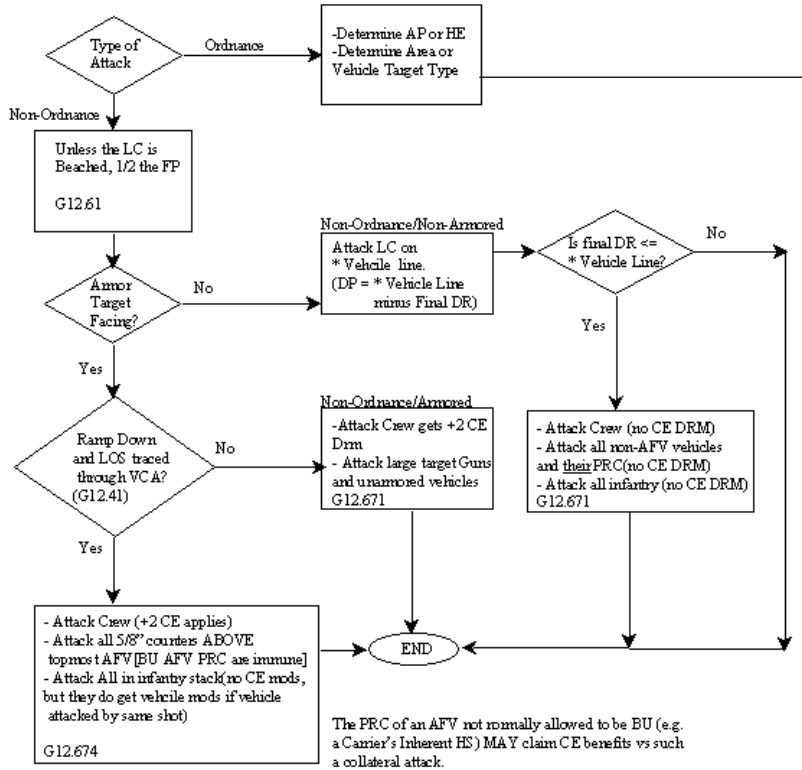 Type of
Attack
Ordnance
-Determine AP or HE
-Determine Area or
Vehicle Target Type
Non-Ordnance
Unless the LC is
Beached, 1/2 the FP
G12.61
Armor
Target
Facing?
No
Non-Ordnance/Non-Armored
Attack LC on
* Vehcile line.
(DP = * Vehicle Line
minus Final DR)
Is final DR <=
* Vehicle Line?
No
Yes
Yes
Ramp Down
and LOS traced
through VCA?
(G12.41)
No
Non-Ordnance/Armored
-Attack Crew gets +2 CE
Drm
- Attack large target Guns
and unarmored vehicles
G12.671
- Attack Crew (no CE DRM)
- Attack all non-AFV vehicles
and their PRC(no CE DRM)
- Attack all infantry (no CE DRM)
G12.671
Yes
- Attack Crew (+2 CE applies)
- Attack all 5/8" counters ABOVE
topmost AFV[BU AFV PRC are immune]
- Attack All in infantry stack(no CE mods,
but they do get vehcile mods if vehicle
attacked by same shot)
G12.674
END
The PRC of an AFV not normally allowed to be BU (e.g.
a Carrier's Inherent HS) MAY claim CE benefits vs such
a collateral attack.